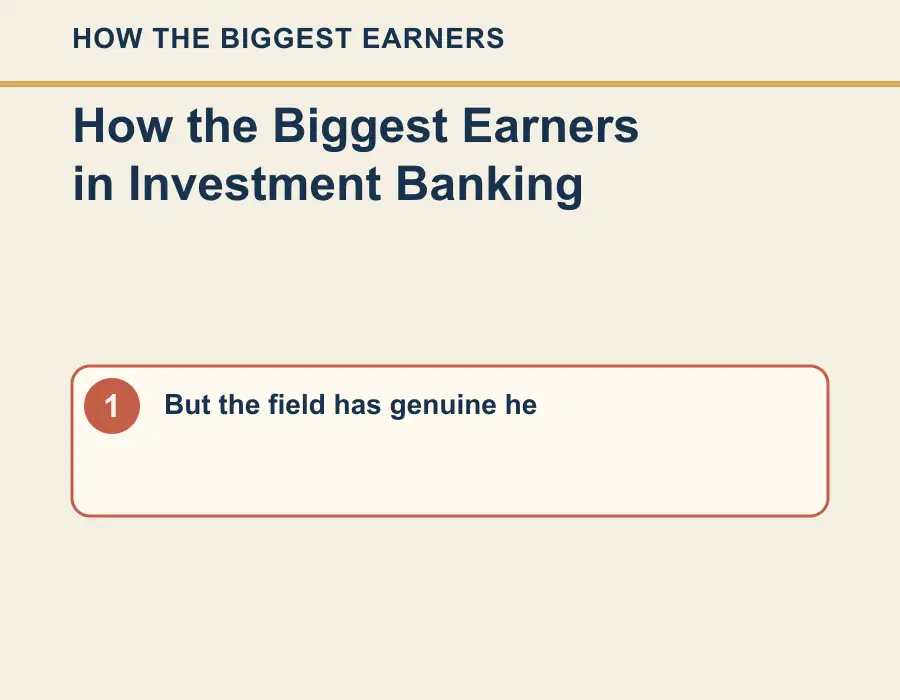 HOW THE BIGGEST EARNERS
How the Biggest Earners
in Investment Banking
1
But the field has genuine he